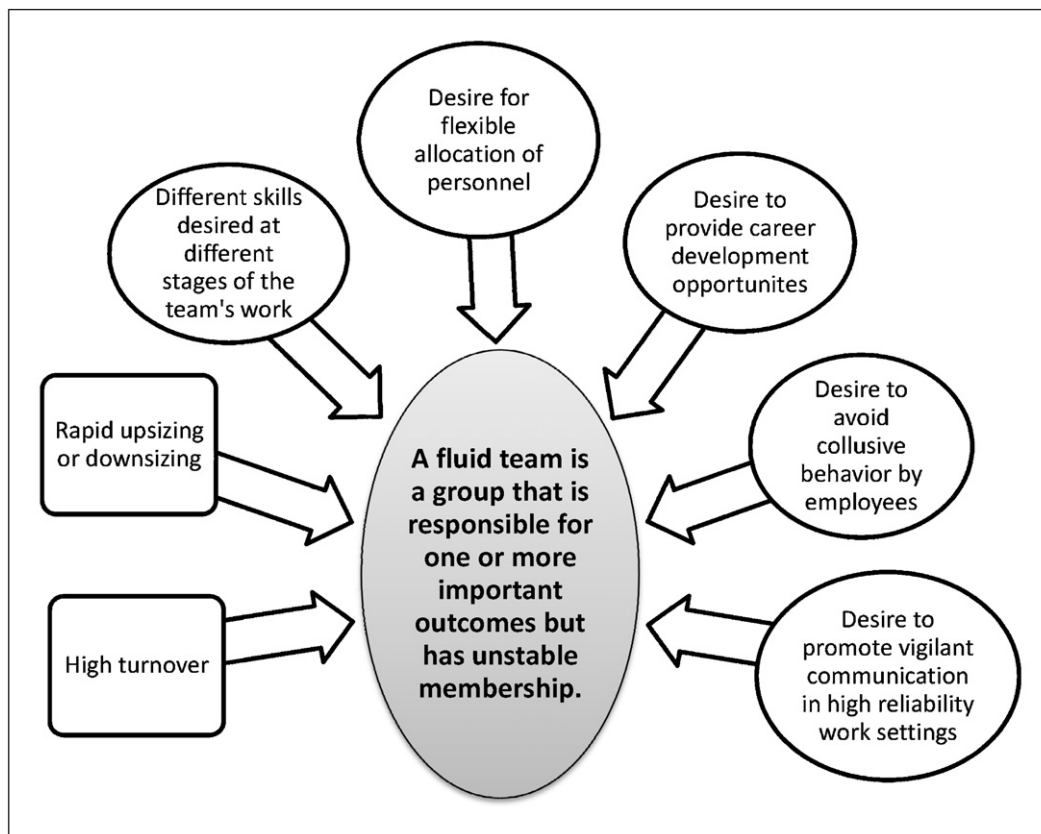 Desire for
flexible
allocation of
personnel
Different skills
desired at
different
stages of the
team's work
Desire to
provide career
development
opportunites
Rapid upsizing
or downsizing
Desire to
avoid
collusive
behavior by
employees
A fluid team is
a group that is
responsible for
one or more
important
outcomes but
has unstable
membership.
High turnover
Desire to
promote vigilant
communication
in high reliability
work settings